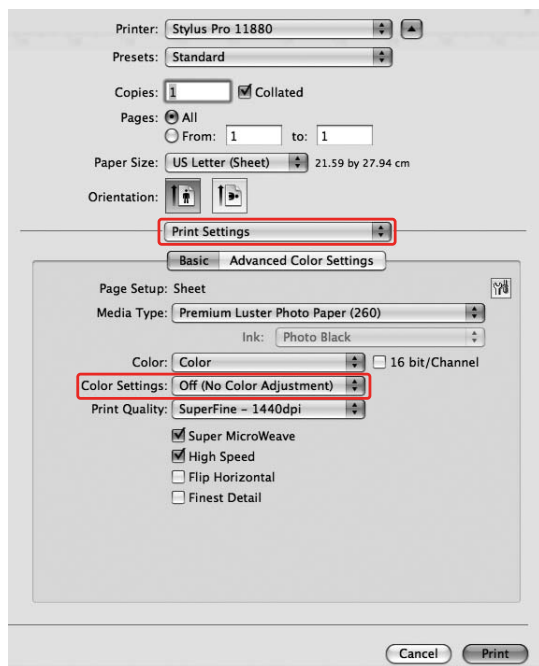 Printer: Stylus Pro 11880
Presets: Standard
Copies: 1 Collated
Pages: All
From: 1 to: 1
Paper Size: US Letter (Sheet) 21.59 by 27.94 cm
Orientation:
Print Settings
Basic Advanced Color Settings
Page Setup: Sheet
Media Type: Premium Luster Photo Paper (260)
Ink: Photo Black
Color: Color 16 bit/Channel
Color Settings: Off (No Color Adjustment)
Print Quality: SuperFine – 1440dpi
Super MicroWeave
High Speed
Flip Horizontal
Finest Detail
Cancel Print